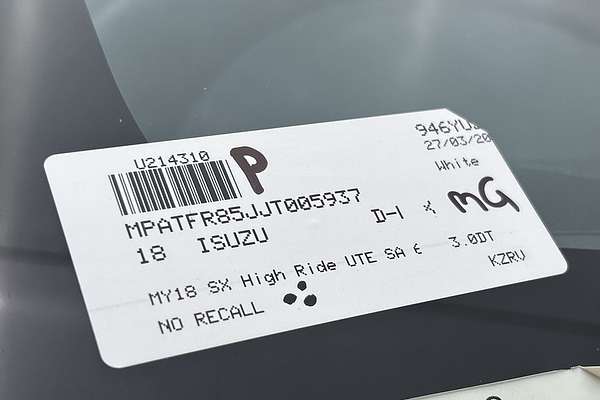 U214310 P
946YU
27/03/20
White
MPATFR85JJT005937
D-I mG
18 ISUZU
MY18 SX High Ride UTE SA 6 3.0DT
KZRV
NO RECALL